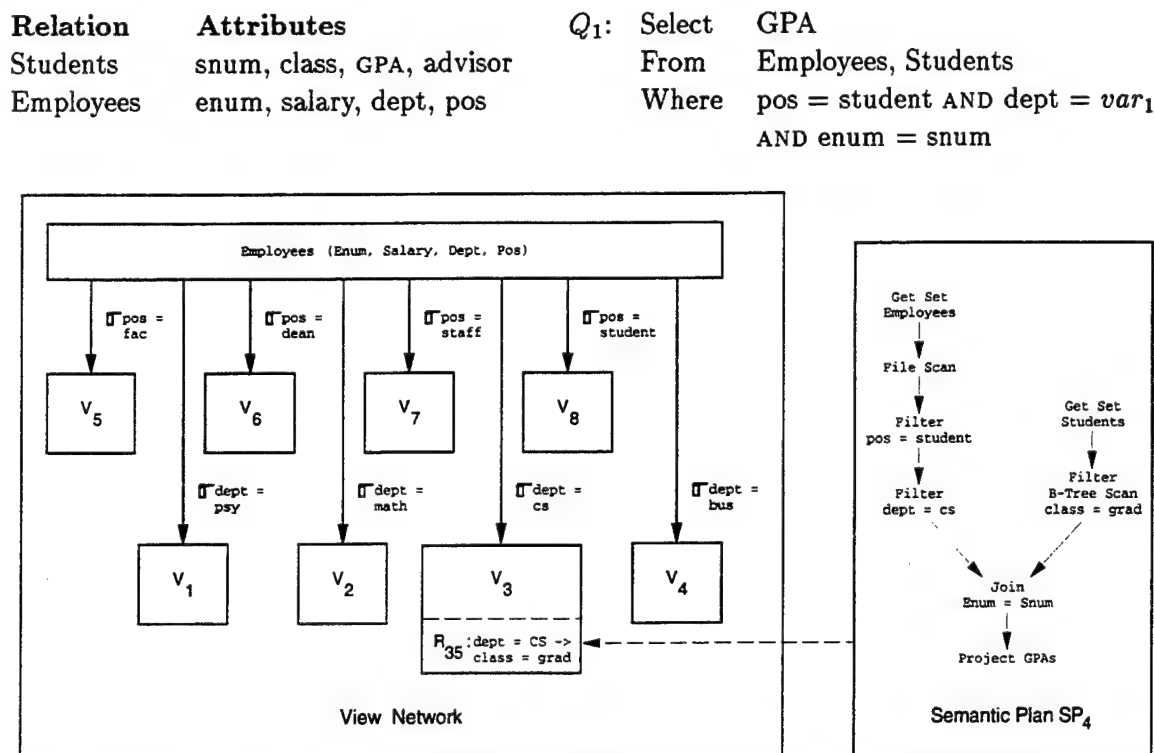 Relation Attributes
Students snum, class, GPA, advisor
Employees enum, salary, dept, pos
Q1: Select GPA
From Employees, Students
Where pos = student AND dept = var1
AND enum = snum
Employees (Enum, Salary, Dept, Pos)
σpos =
fac
σpos =
dean
σpos =
staff
σpos =
student
V5
V6
V7
V8
σdept =
psy
σdept =
math
σdept =
cs
σdept =
bus
V1
V2
V3
V4
R35:dept = CS ->
class = grad
View Network
Get Set
Employees
File Scan
Filter
pos = student
Filter
dept = cs
Get Set
Students
Filter
B-Tree Scan
class = grad
Join
Enum = Snum
Project GPAs
Semantic Plan SP4